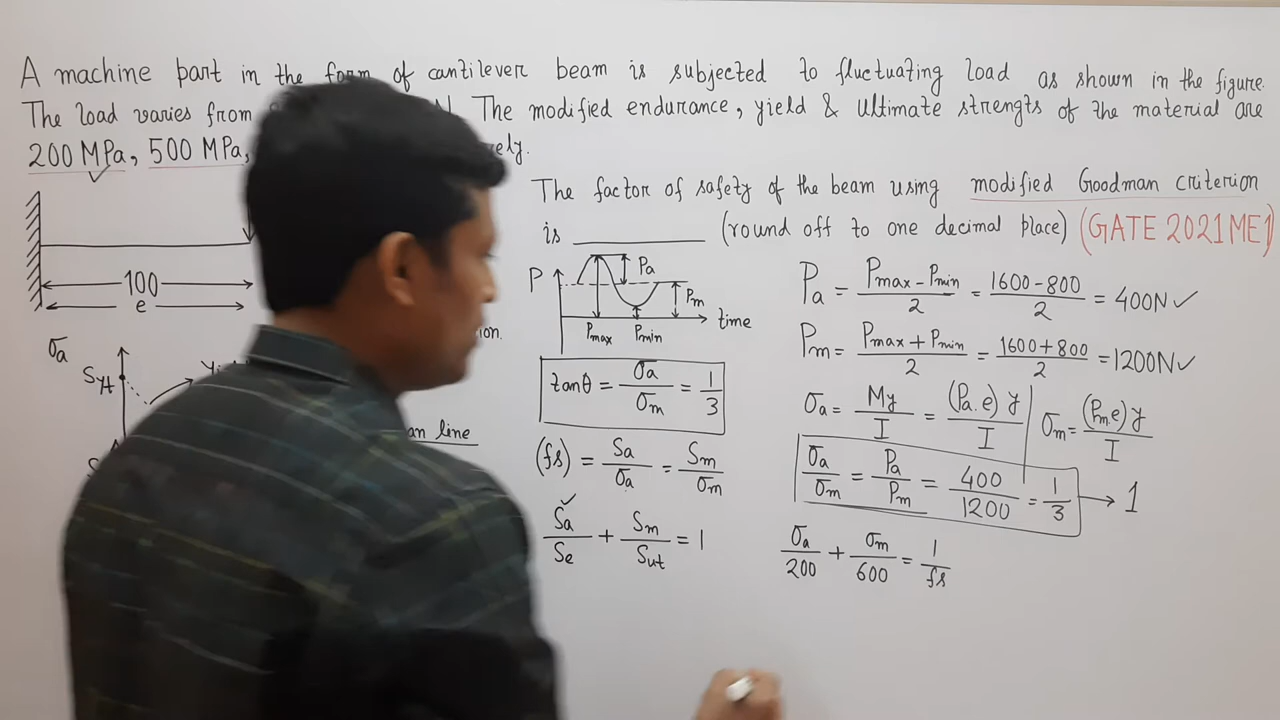 A machine part in the form of cantilever beam is subjected to fluctuating load as shown in the figure.
The load varies from N. The modified endurance, yield & ultimate strengts of the material are
200 MPa, 500 MPa,
The factor of safety of the beam using modified Goodman criterion
is ________ (round off to one decimal place) (GATE 2021 ME1)
100
e
P
Pa
Pm
Pmax Pmin
time
Pa = (Pmax - Pmin)/2 = (1600-800)/2 = 400N ✓
Pm = (Pmax + Pmin)/2 = (1600+800)/2 = 1200N ✓
σa
Syt
an line
tanθ = σa/σm = 1/3
σa = My/I = (Pa.e) y/I
σm = (Pm.e) y/I
(fs) = Sa/σa = Sm/σm
σa/σm = Pa/Pm = 400/1200 = 1/3 → 1
Sa/Se + Sm/Sut = 1
σa/200 + σm/600 = 1/fs